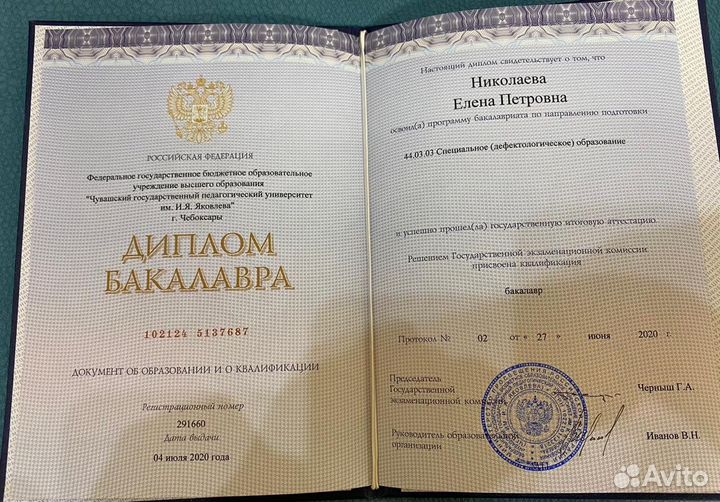 РОССИЙСКАЯ ФЕДЕРАЦИЯ
Федеральное государственное бюджетное образовательное
учреждение высшего образования
"Чувашский государственный педагогический университет
им. И.Я. Яковлева"
г. Чебоксары
ДИПЛОМ
БАКАЛАВРА
102124 5137687
ДОКУМЕНТ ОБ ОБРАЗОВАНИИ И О КВАЛИФИКАЦИИ
Регистрационный номер
291660
Дата выдачи
04 июля 2020 года
Настоящий диплом свидетельствует о том, что
Николаева
Елена Петровна
освоил(а) программу бакалавриата по направлению подготовки
44.03.03 Специальное (дефектологическое) образование
и успешно прошел(ла) государственную итоговую аттестацию
Решением Государственной экзаменационной комиссии
присвоена квалификация
бакалавр
Протокол № 02 от « 27 » июня 2020 г.
Председатель
Государственной
экзаменационной комиссии
Черныш Г.А.
Руководитель образовательной
организации
Иванов В.Н.
Avito